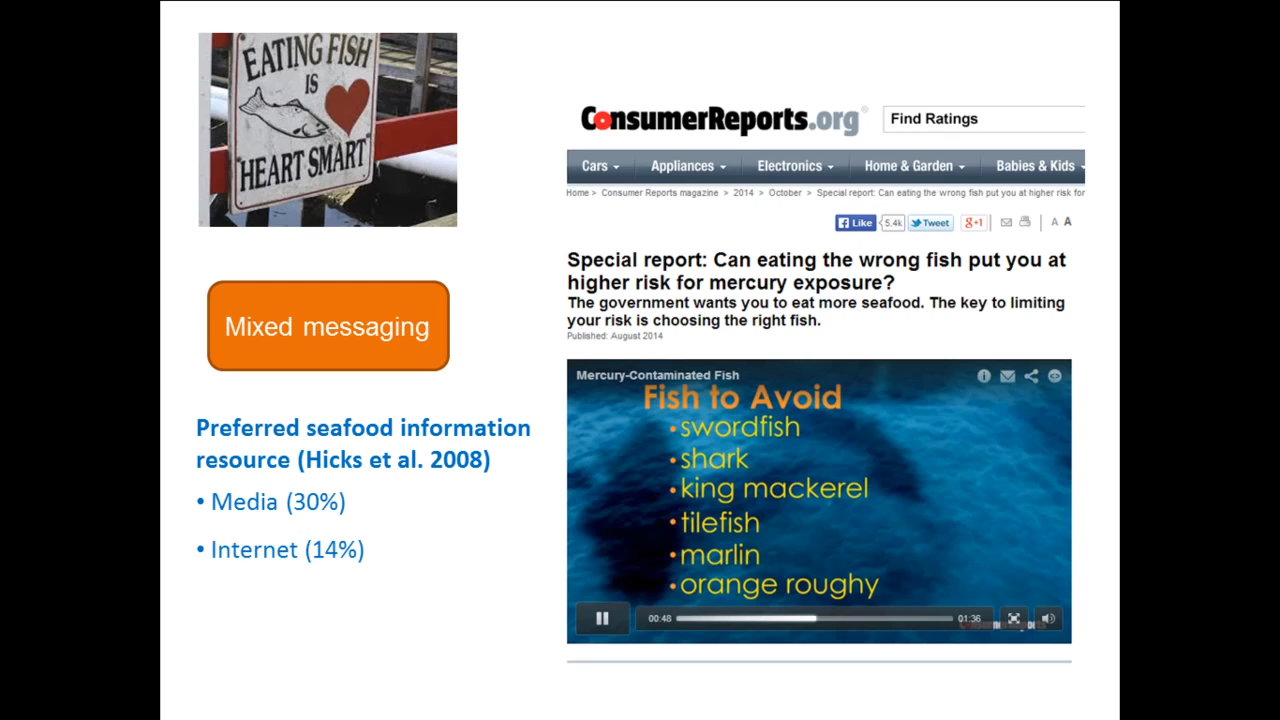 EATING FISH
IS
HEART SMART
Mixed messaging
Preferred seafood information
resource (Hicks et al. 2008)
• Media (30%)
• Internet (14%)
ConsumerReports.org
Find Ratings
Cars
Appliances
Electronics
Home & Garden
Babies & Kids
Home > Consumer Reports magazine > 2014 > October > Special report: Can eating the wrong fish put you at higher risk for
Like 5.4k Tweet g+1 A A
Special report: Can eating the wrong fish put you at
higher risk for mercury exposure?
The government wants you to eat more seafood. The key to limiting
your risk is choosing the right fish.
Published: August 2014
Mercury-Contaminated Fish
Fish to Avoid
• swordfish
• shark
• king mackerel
• tilefish
• marlin
• orange roughy
00:48
01:36